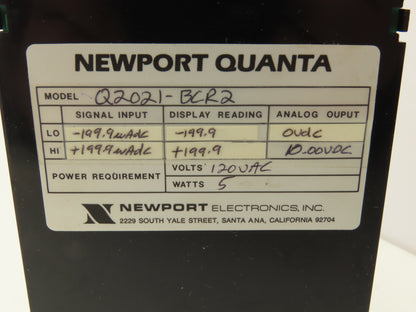 NEWPORT QUANTA
MODEL Q2021-BCR2
SIGNAL INPUT DISPLAY READING ANALOG OUPUT
LO -199.9mAdc -199.9 0Vdc
HI +199.9mAdc +199.9 10.00VDC
POWER REQUIREMENT VOLTS 120VAC
WATTS 5
NEWPORT ELECTRONICS, INC.
2229 SOUTH YALE STREET, SANTA ANA, CALIFORNIA 92704